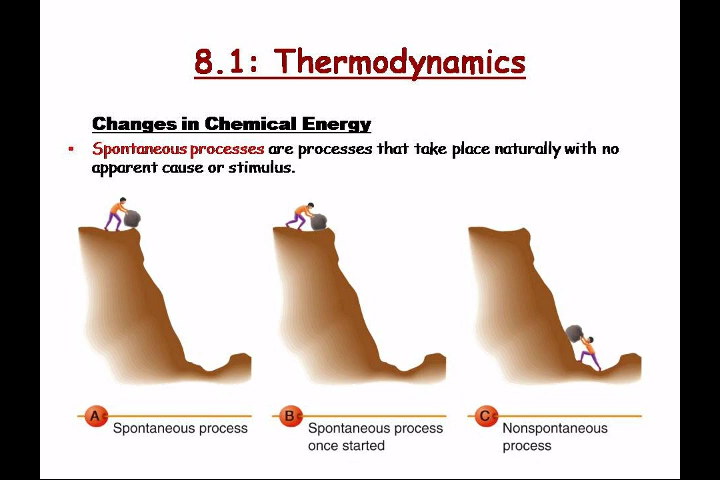 8.1: Thermodynamics
Changes in Chemical Energy
Spontaneous processes are processes that take place naturally with no
apparent cause or stimulus.
A Spontaneous process
B Spontaneous process
once started
C Nonspontaneous
process